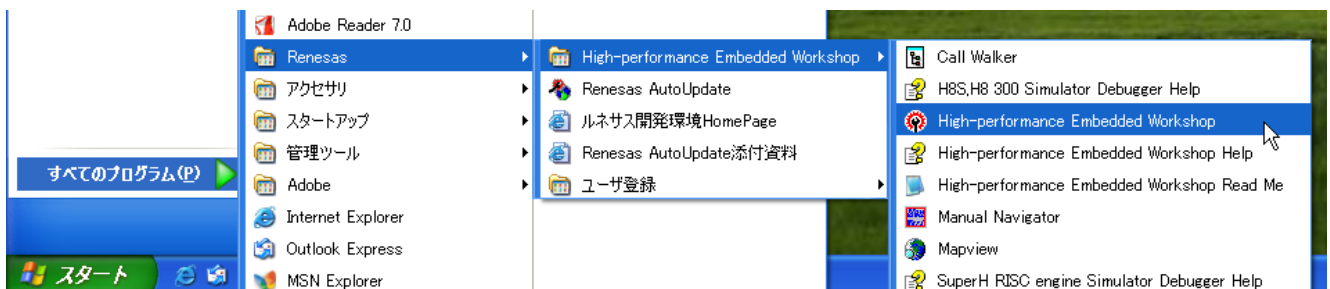 Adobe Reader 7.0
Renesas
アクセサリ
スタートアップ
管理ツール
Adobe
Internet Explorer
Outlook Express
MSN Explorer
すべてのプログラム(P)
スタート
High-performance Embedded Workshop
Renesas AutoUpdate
ルネサス開発環境HomePage
Renesas AutoUpdate添付資料
ユーザ登録
Call Walker
H8S,H8 300 Simulator Debugger Help
High-performance Embedded Workshop
High-performance Embedded Workshop Help
High-performance Embedded Workshop Read Me
Manual Navigator
Mapview
SuperH RISC engine Simulator Debugger Help